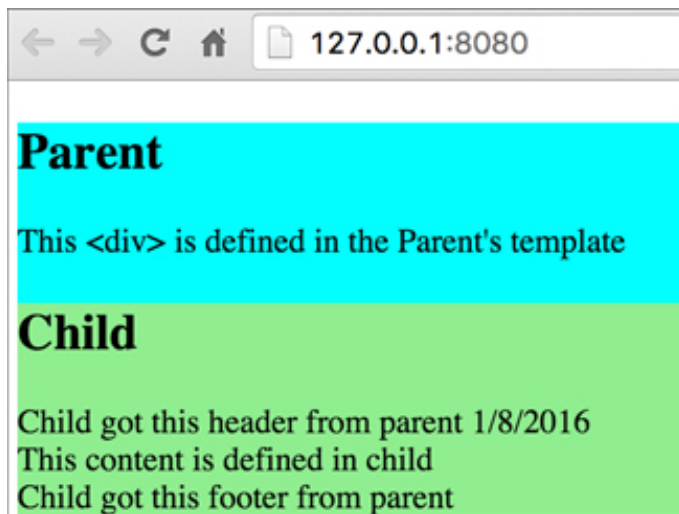 127.0.0.1:8080
Parent
This <div> is defined in the Parent's template
Child
Child got this header from parent 1/8/2016
This content is defined in child
Child got this footer from parent